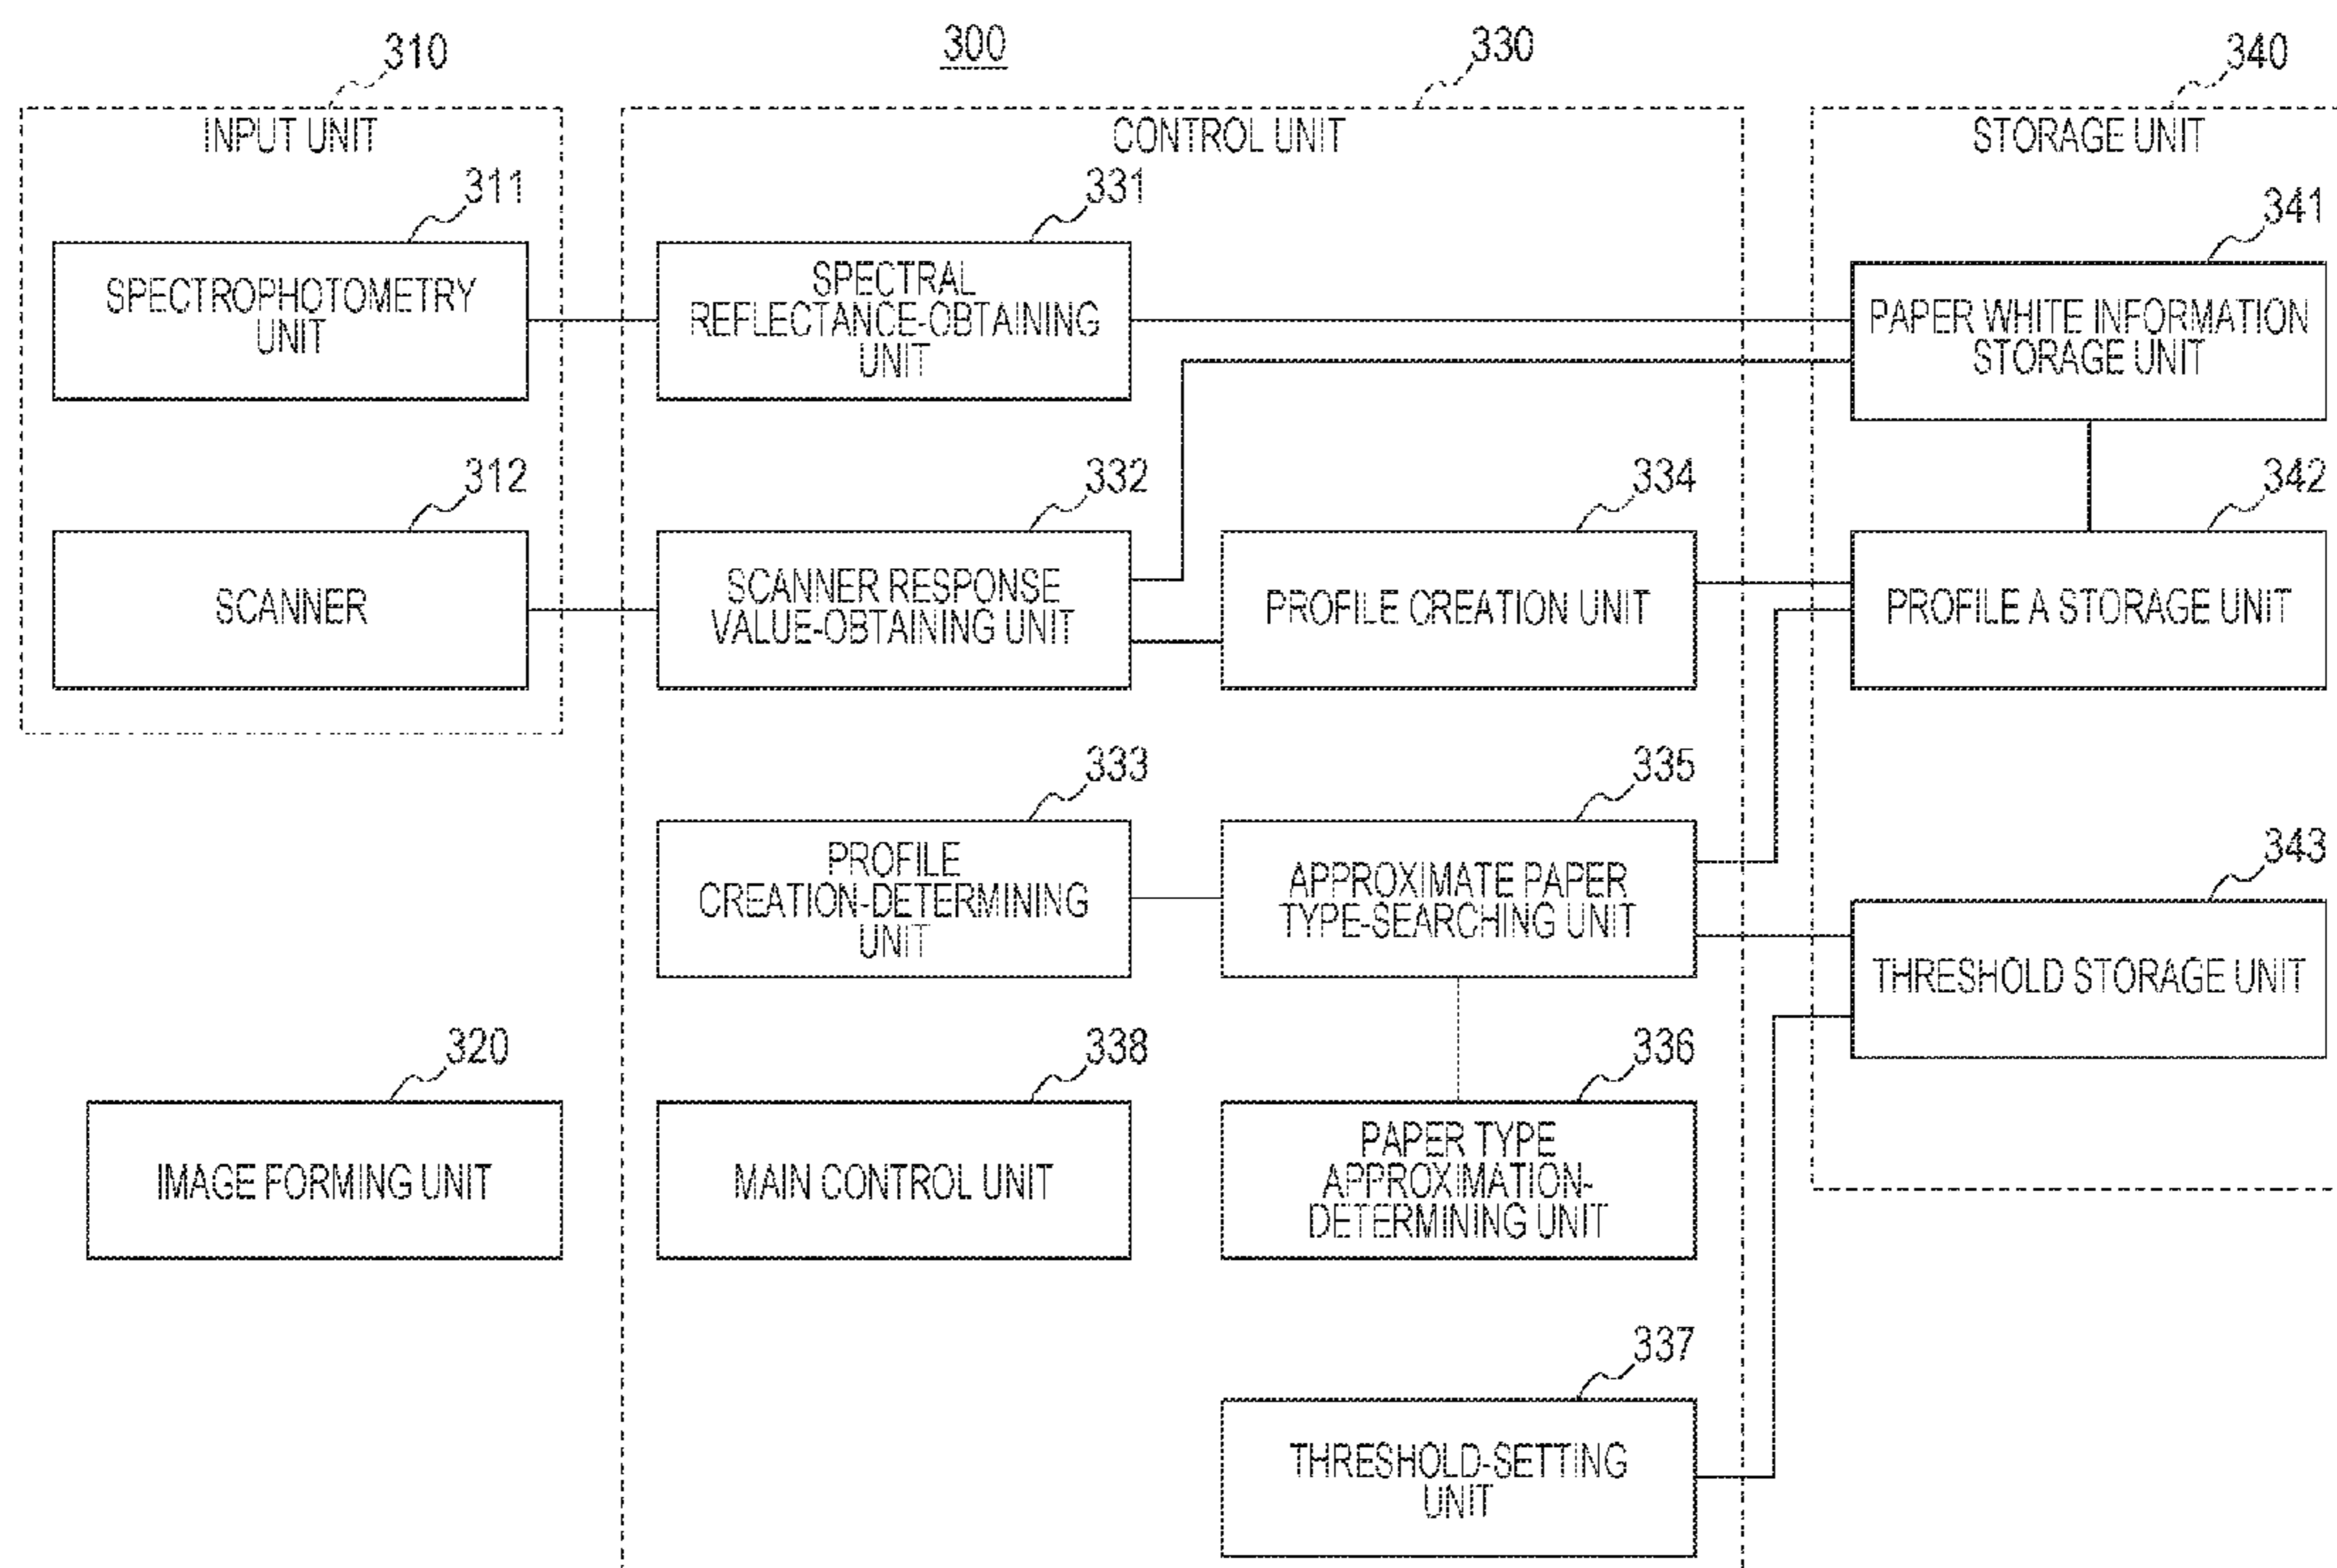 300
310
INPUT UNIT
311
SPECTROPHOTOMETRY
UNIT
312
SCANNER
320
IMAGE FORMING UNIT
330
CONTROL UNIT
331
SPECTRAL
REFLECTANCE-OBTAINING
UNIT
332
SCANNER RESPONSE
VALUE-OBTAINING UNIT
334
PROFILE CREATION UNIT
333
PROFILE
CREATION-DETERMINING
UNIT
335
APPROXIMATE PAPER
TYPE-SEARCHING UNIT
338
MAIN CONTROL UNIT
336
PAPER TYPE
APPROXIMATION-
DETERMINING UNIT
337
THRESHOLD-SETTING
UNIT
340
STORAGE UNIT
341
PAPER WHITE INFORMATION
STORAGE UNIT
342
PROFILE A STORAGE UNIT
343
THRESHOLD STORAGE UNIT